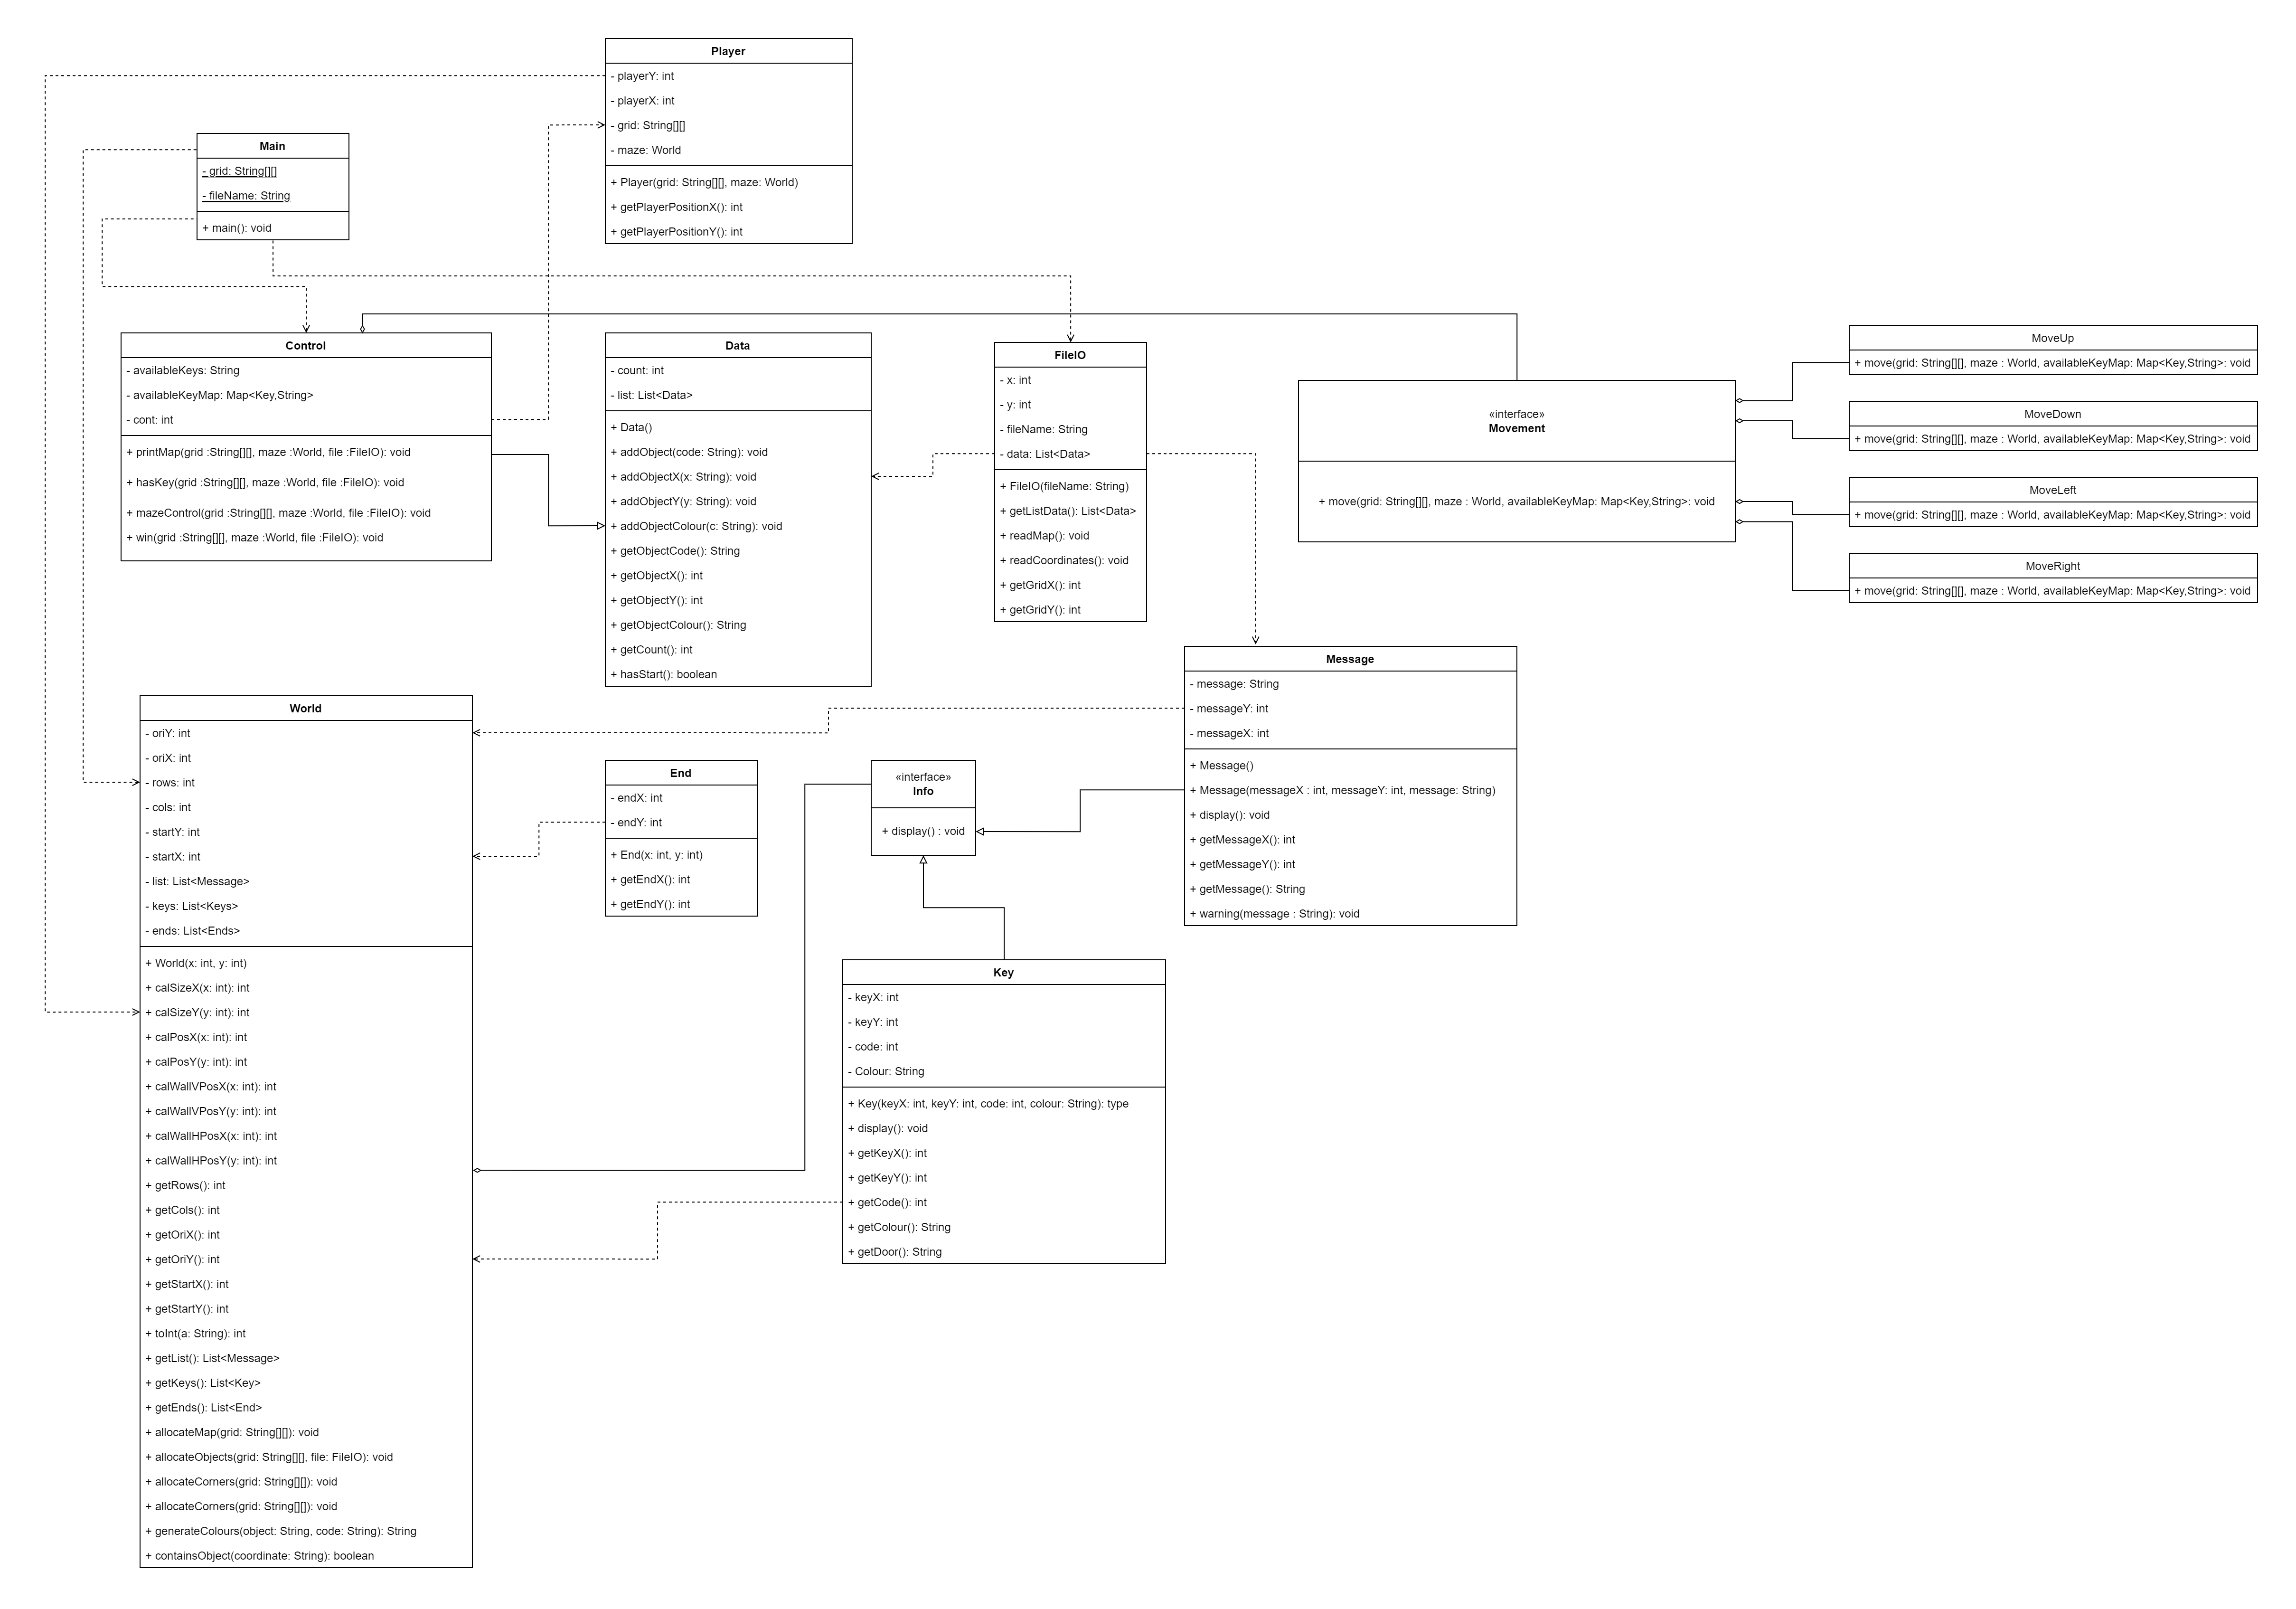 Player
- playerY: int
- playerX: int
- grid: String[][]
- maze: World
+ Player(grid: String[][], maze: World)
+ getPlayerPositionX(): int
+ getPlayerPositionY(): int
Main
- grid: String[][]
- fileName: String
+ main(): void
Control
- availableKeys: String
- availableKeyMap: Map<Key,String>
- cont: int
+ printMap(grid :String[][], maze :World, file :FileIO): void
+ hasKey(grid :String[][], maze :World, file :FileIO): void
+ mazeControl(grid :String[][], maze :World, file :FileIO): void
+ win(grid :String[][], maze :World, file :FileIO): void
Data
- count: int
- list: List<Data>
+ Data()
+ addObject(code: String): void
+ addObjectX(x: String): void
+ addObjectY(y: String): void
+ addObjectColour(c: String): void
+ getObjectCode(): String
+ getObjectX(): int
+ getObjectY(): int
+ getObjectColour(): String
+ getCount(): int
+ hasStart(): boolean
FileIO
- x: int
- y: int
- fileName: String
- data: List<Data>
+ FileIO(fileName: String)
+ getListData(): List<Data>
+ readMap(): void
+ readCoordinates(): void
+ getGridX(): int
+ getGridY(): int
«interface»
Movement
+ move(grid: String[][], maze : World, availableKeyMap: Map<Key,String>: void
MoveUp
+ move(grid: String[][], maze : World, availableKeyMap: Map<Key,String>: void
MoveDown
+ move(grid: String[][], maze : World, availableKeyMap: Map<Key,String>: void
MoveLeft
+ move(grid: String[][], maze : World, availableKeyMap: Map<Key,String>: void
MoveRight
+ move(grid: String[][], maze : World, availableKeyMap: Map<Key,String>: void
Message
- message: String
- messageY: int
- messageX: int
+ Message()
+ Message(messageX : int, messageY: int, message: String)
+ display(): void
+ getMessageX(): int
+ getMessageY(): int
+ getMessage(): String
+ warning(message : String): void
World
- oriY: int
- oriX: int
- rows: int
- cols: int
- startY: int
- startX: int
- list: List<Message>
- keys: List<Keys>
- ends: List<Ends>
+ World(x: int, y: int)
+ calSizeX(x: int): int
+ calSizeY(y: int): int
+ calPosX(x: int): int
+ calPosY(y: int): int
+ calWallVPosX(x: int): int
+ calWallVPosY(y: int): int
+ calWallHPosX(x: int): int
+ calWallHPosY(y: int): int
+ getRows(): int
+ getCols(): int
+ getOriX(): int
+ getOriY(): int
+ getStartX(): int
+ getStartY(): int
+ toInt(a: String): int
+ getList(): List<Message>
+ getKeys(): List<Key>
+ getEnds(): List<End>
+ allocateMap(grid: String[][]): void
+ allocateObjects(grid: String[][], file: FileIO): void
+ allocateCorners(grid: String[][]): void
+ allocateCorners(grid: String[][]): void
+ generateColours(object: String, code: String): String
+ containsObject(coordinate: String): boolean
End
- endX: int
- endY: int
+ End(x: int, y: int)
+ getEndX(): int
+ getEndY(): int
«interface»
Info
+ display() : void
Key
- keyX: int
- keyY: int
- code: int
- Colour: String
+ Key(keyX: int, keyY: int, code: int, colour: String): type
+ display(): void
+ getKeyX(): int
+ getKeyY(): int
+ getCode(): int
+ getColour(): String
+ getDoor(): String